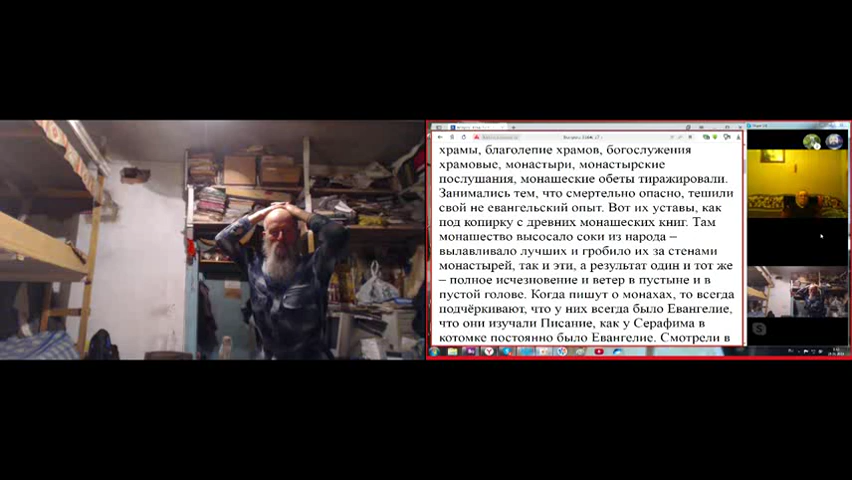 храмы, благолепие храмов, богослужения
храмовые, монастыри, монастырские
послушания, монашеские обеты тиражировали.
Занимались тем, что смертельно опасно, тешили
свой не евангельский опыт. Вот их уставы, как
под копирку с древних монашеских книг. Там
монашество высосало соки из народа –
вылавливало лучших и гробило их за стенами
монастырей, так и эти, а результат один и тот же
– полное исчезновение и ветер в пустыне и в
пустой голове. Когда пишут о монахах, то всегда
подчёркивают, что у них всегда было Евангелие,
что они изучали Писание, как у Серафима в
котомке постоянно было Евангелие. Смотрели в